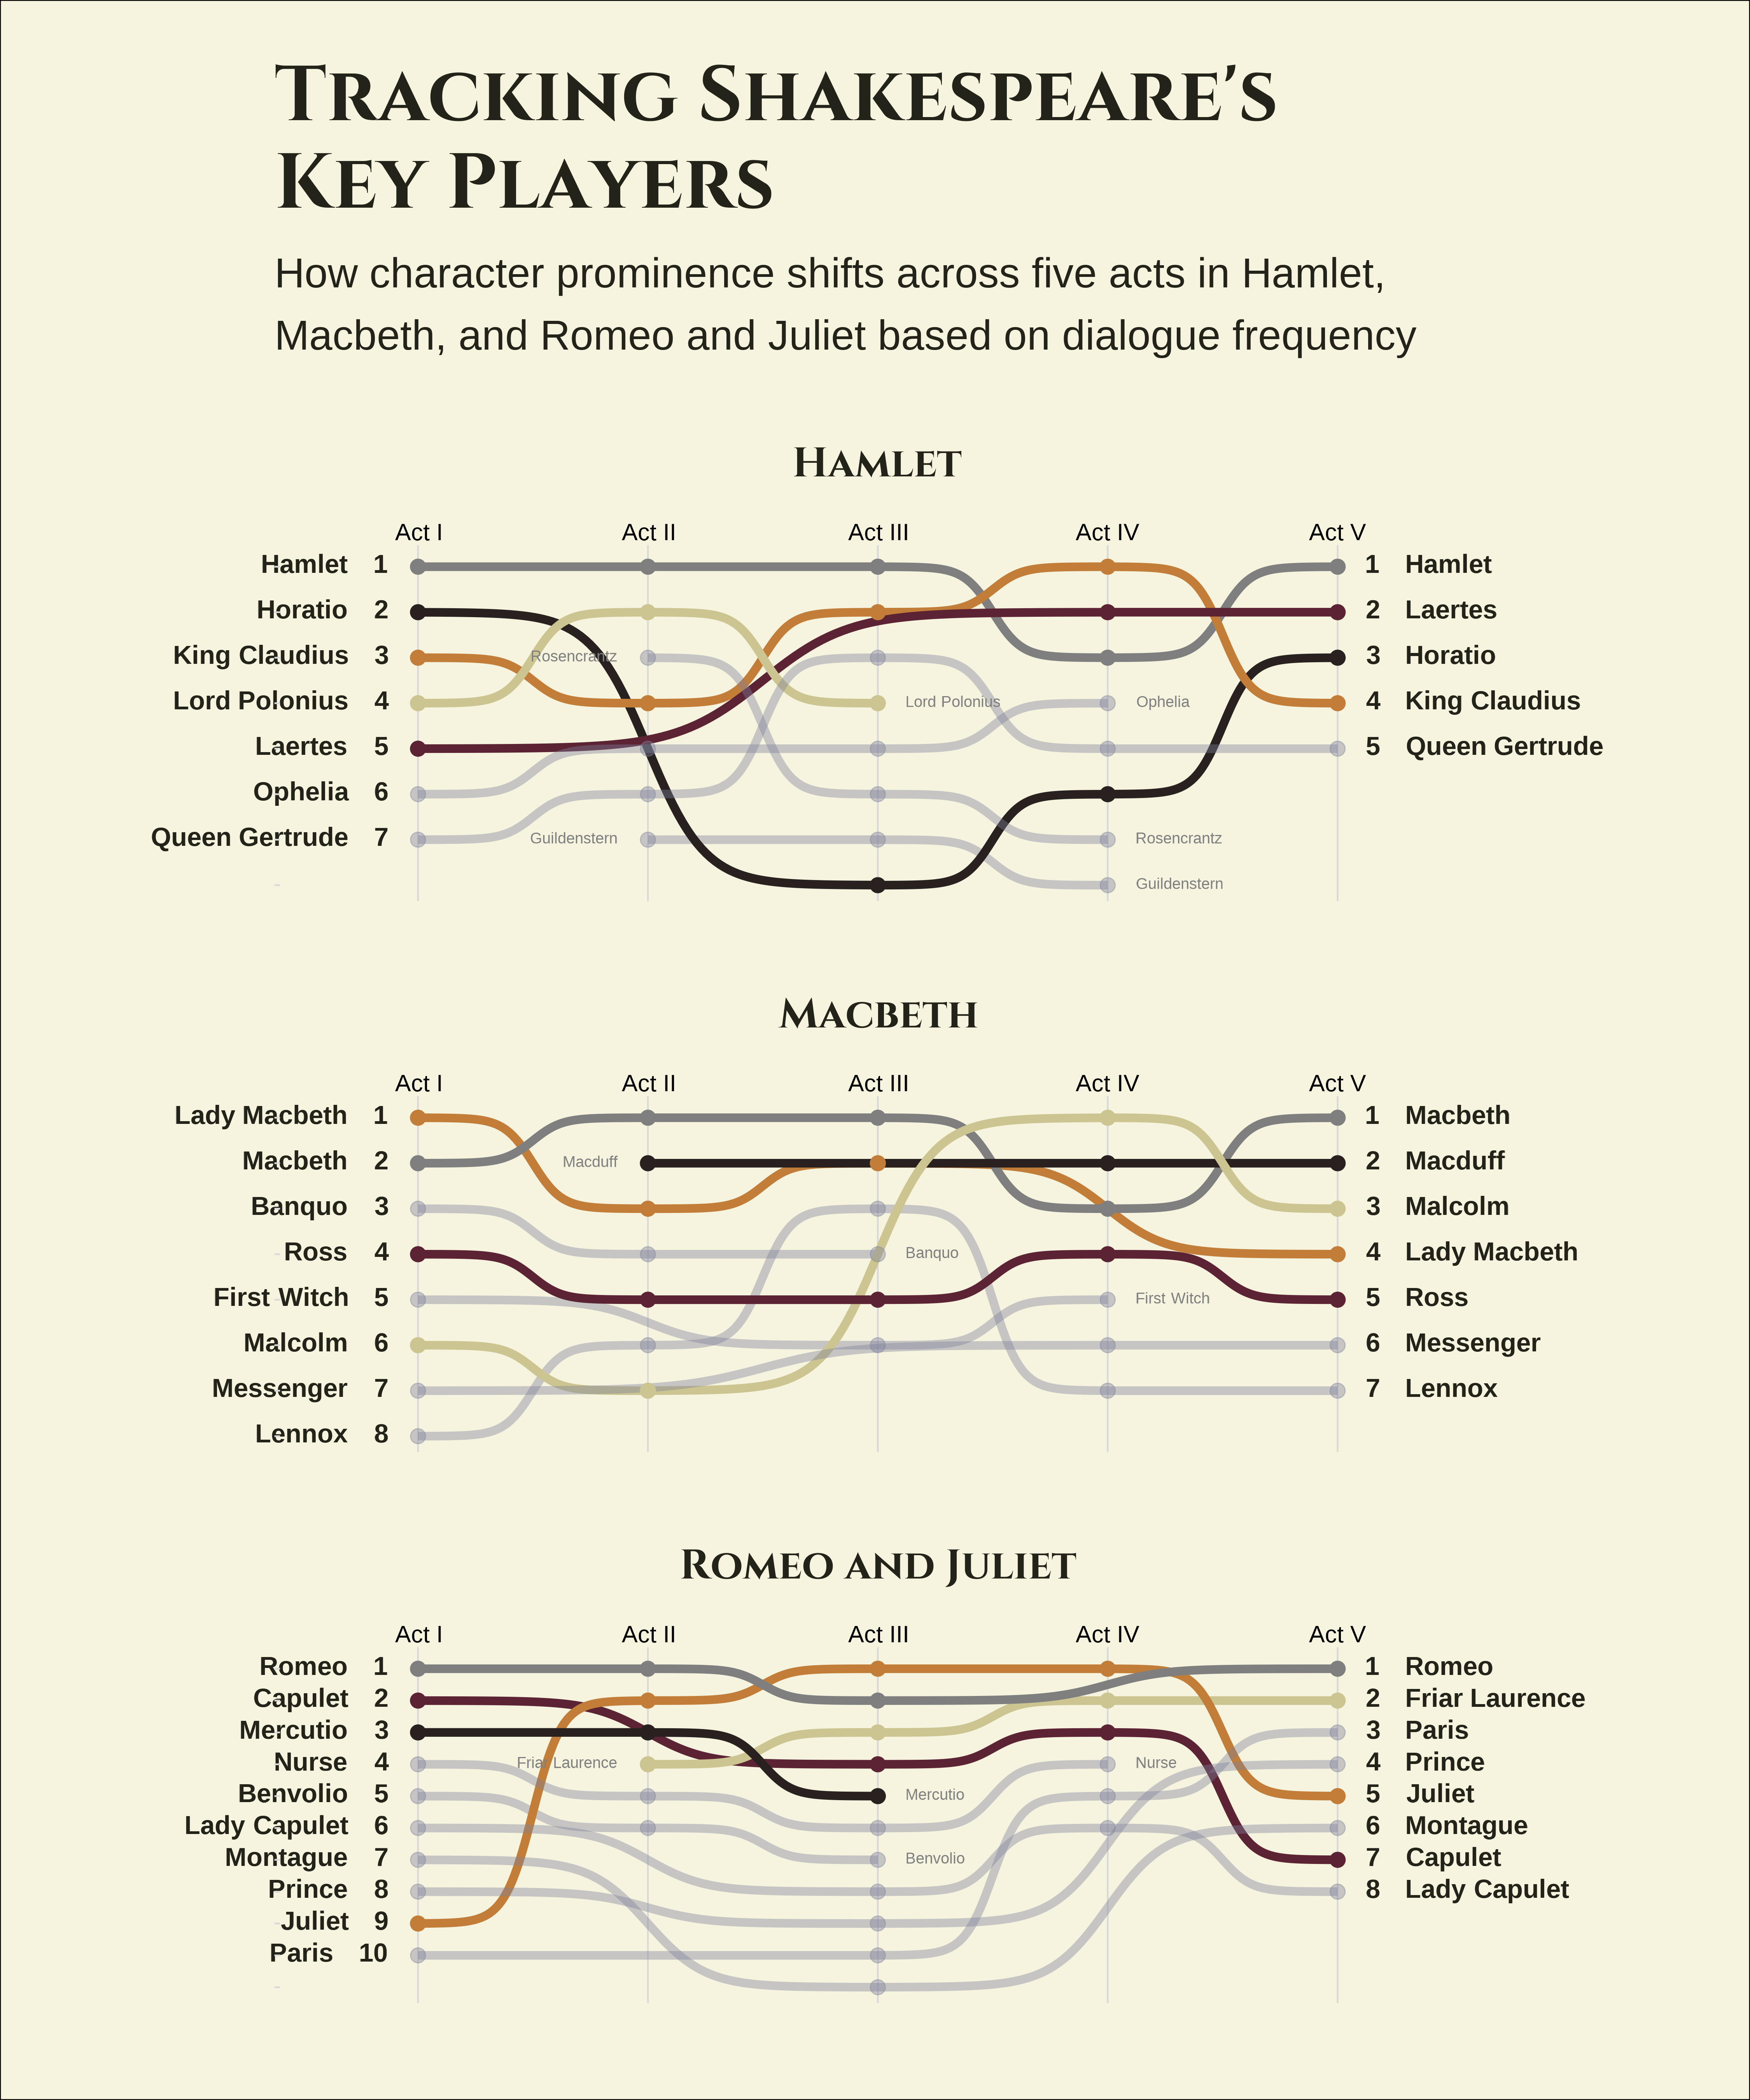 Tracking Shakespeare's
Key Players
How character prominence shifts across five acts in Hamlet,
Macbeth, and Romeo and Juliet based on dialogue frequency
Hamlet
Act I Act II Act III Act IV Act V
Hamlet 1 1 Hamlet
Horatio 2 2 Laertes
King Claudius 3 Rosencrantz 3 Horatio
Lord Polonius 4 Lord Polonius Ophelia 4 King Claudius
Laertes 5 5 Queen Gertrude
Ophelia 6
Queen Gertrude 7 Guildenstern Rosencrantz
Guildenstern
Macbeth
Act I Act II Act III Act IV Act V
Lady Macbeth 1 1 Macbeth
Macbeth 2 Macduff 2 Macduff
Banquo 3 3 Malcolm
Ross 4 Banquo 4 Lady Macbeth
First Witch 5 First Witch 5 Ross
Malcolm 6 6 Messenger
Messenger 7 7 Lennox
Lennox 8
Romeo and Juliet
Act I Act II Act III Act IV Act V
Romeo 1 1 Romeo
Capulet 2 2 Friar Laurence
Mercutio 3 3 Paris
Nurse 4 Friar Laurence Nurse 4 Prince
Benvolio 5 Mercutio 5 Juliet
Lady Capulet 6 6 Montague
Montague 7 Benvolio 7 Capulet
Prince 8 8 Lady Capulet
Juliet 9
Paris 10